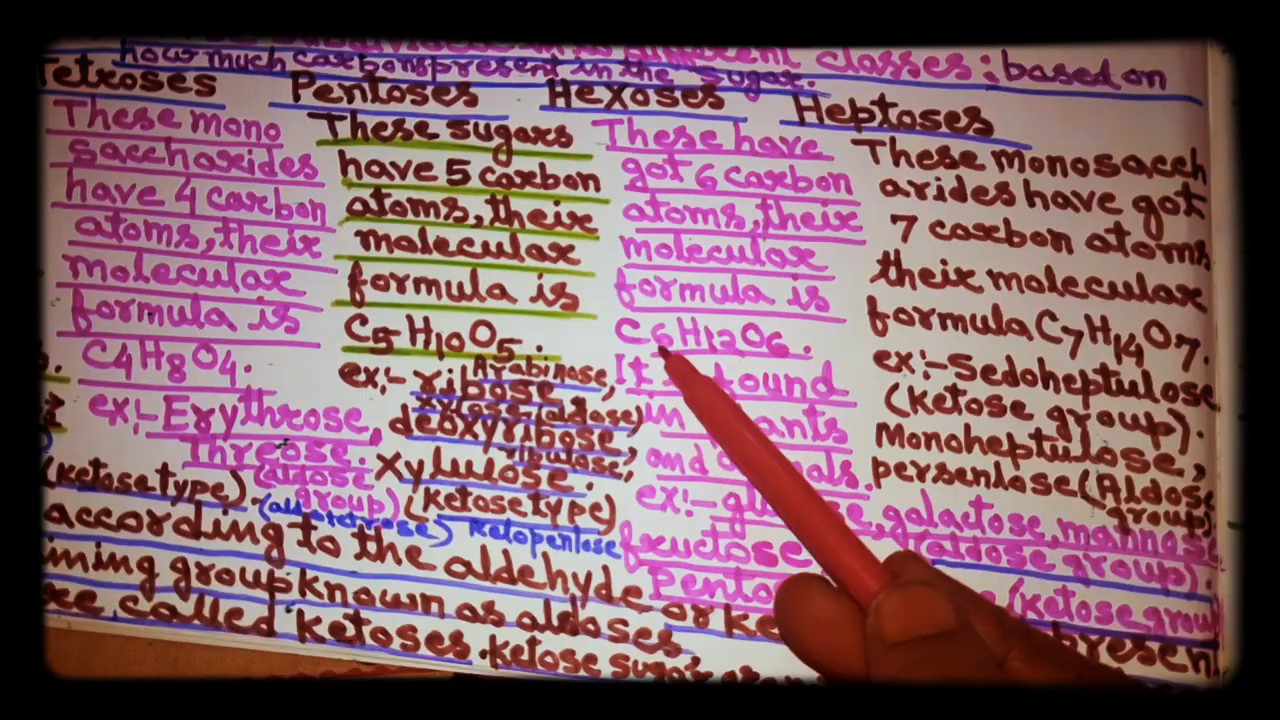 different classes: based on
how much carbons present in the sugar.
Tetroses Pentoses Hexoses Heptoses
These mono
saccharides
have 4 carbon
atoms, their
molecular
formula is
C4H8O4.
ex:- Erythrose,
Threose.
(aldose
group)
(ketose type)
(aldotetrose)
These sugars
have 5 carbon
atoms, their
molecular
formula is
C5H10O5.
Arabinose,
ex:- ribose
xylose (aldose)
deoxyribose
ribulose,
Xylulose.
(ketose type)
ketopentose
These have
got 6 carbon
atoms, their
molecular
formula is
C6H12O6.
It found
in
and
ex:- galactose, mannose
fructose (aldose group).
(ketose group
These monosacch
arides have got
7 carbon atoms
their molecular
formula C7H14O7.
ex:- Sedoheptulose
(ketose group).
Monoheptulose,
persenlose (Aldose
group).
according to the aldehyde or
group known as aldoses present
called ketoses. ketose sugar